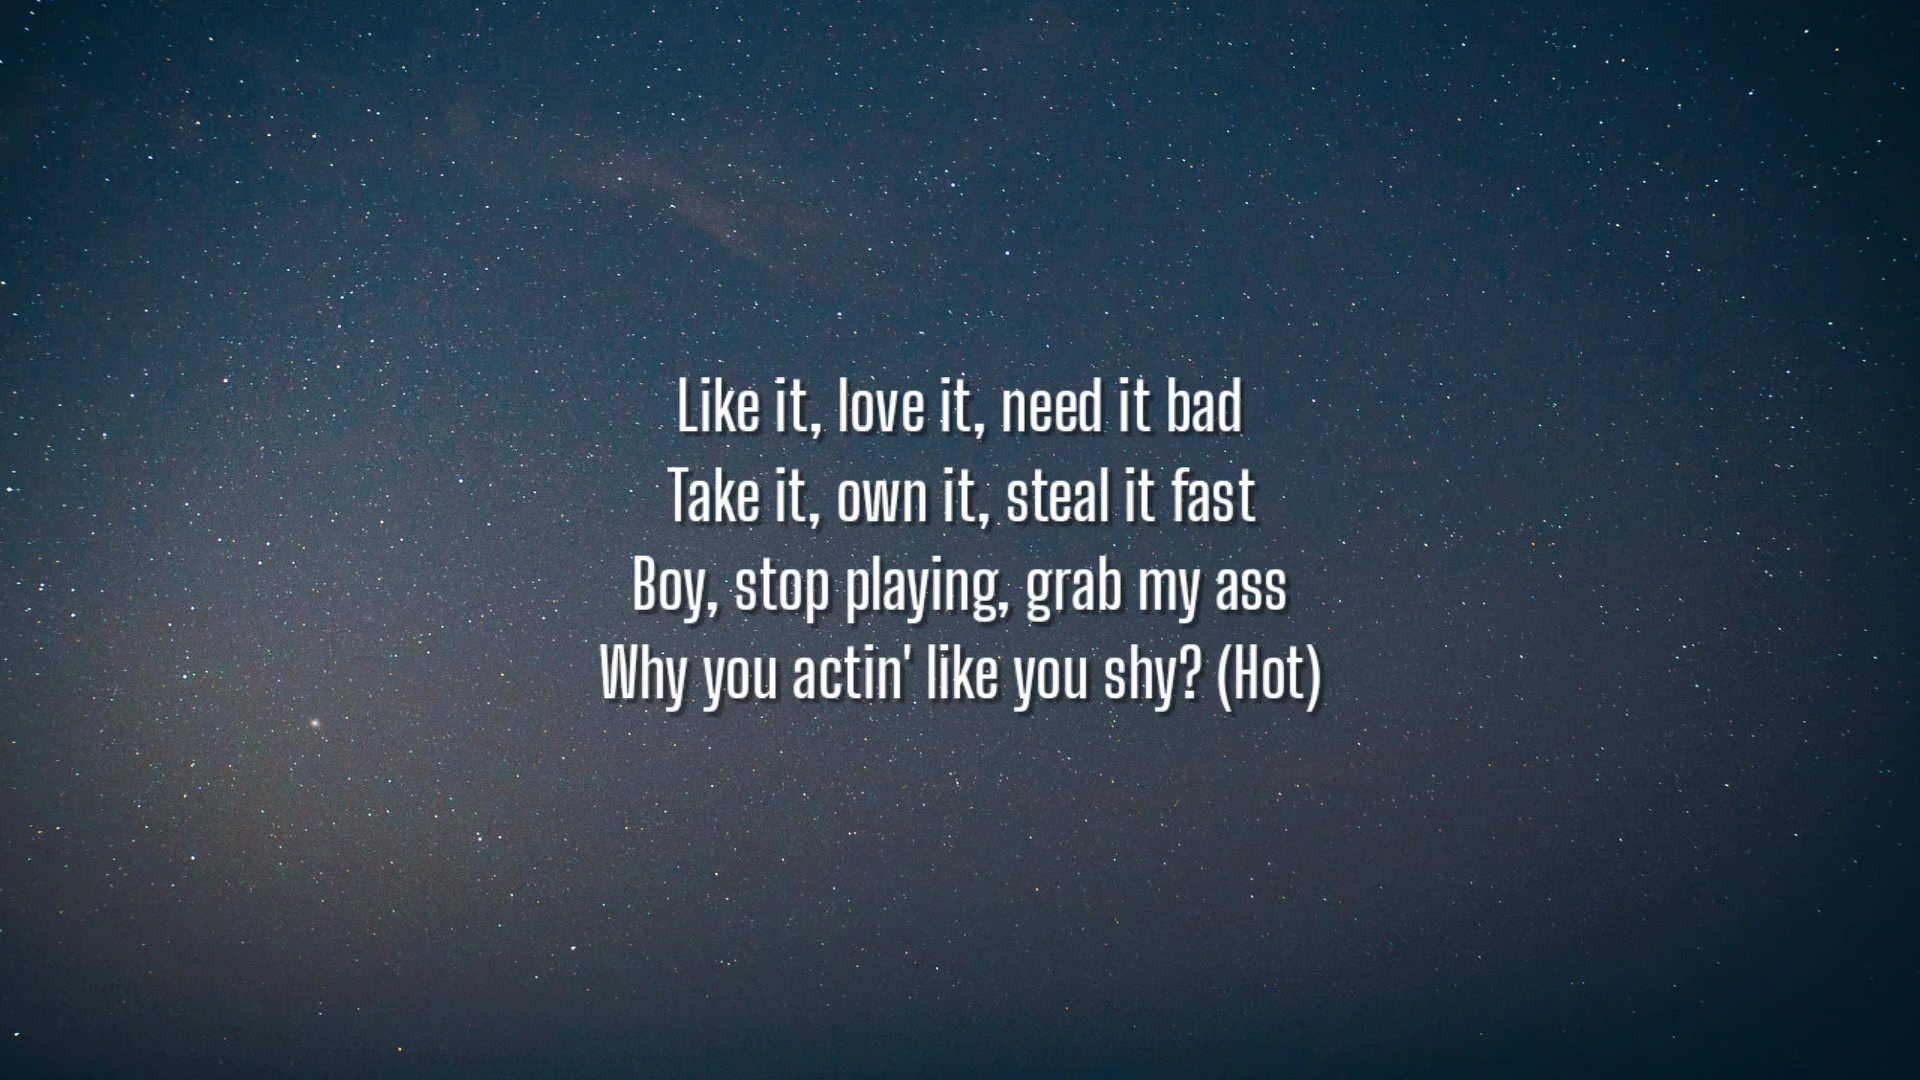 Like it, love it, need it bad
Take it, own it, steal it fast
Boy, stop playing, grab my ass
Why you actin' like you shy? (Hot)